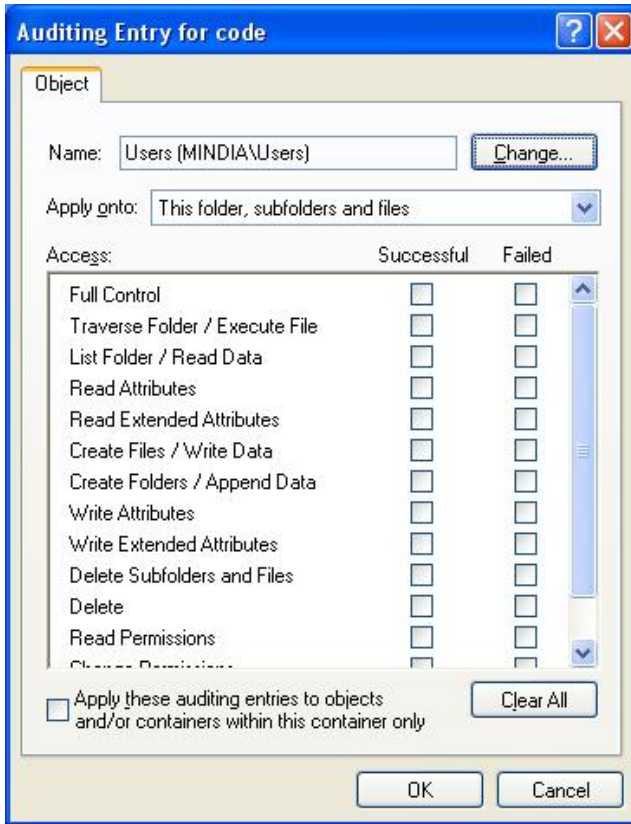 Auditing Entry for code
Object
Name: Users (MINDIA\Users) Change...
Apply onto: This folder, subfolders and files
Access: Successful Failed
Full Control
Traverse Folder / Execute File
List Folder / Read Data
Read Attributes
Read Extended Attributes
Create Files / Write Data
Create Folders / Append Data
Write Attributes
Write Extended Attributes
Delete Subfolders and Files
Delete
Read Permissions
Change Permissions
Apply these auditing entries to objects
and/or containers within this container only
Clear All
OK Cancel